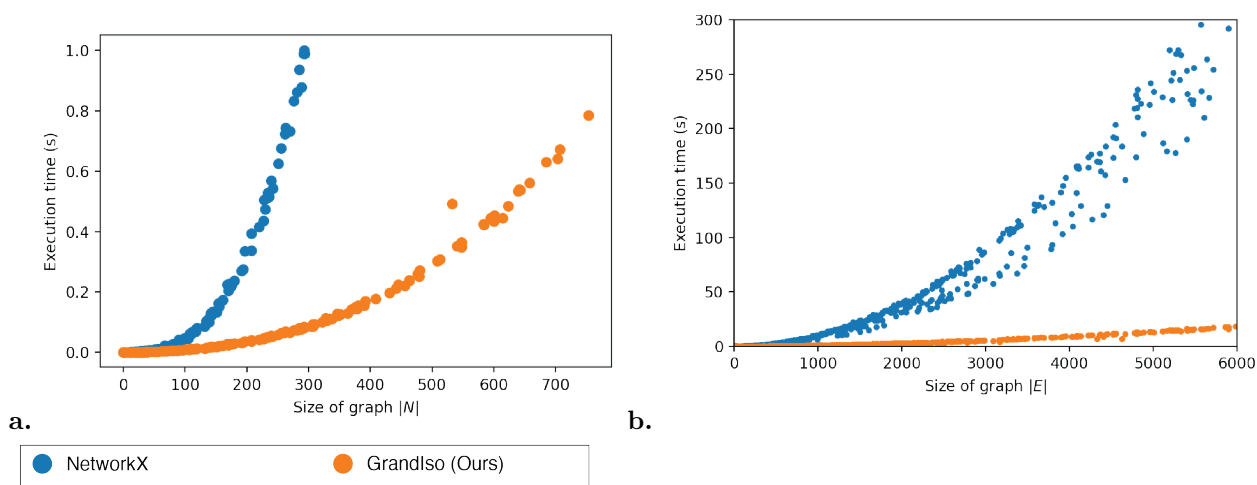 1.0
0.8
0.6
0.4
0.2
0.0
Execution time (s)
0 100 200 300 400 500 600 700
Size of graph |N|
a.
300
250
200
150
100
50
0
Execution time (s)
0 1000 2000 3000 4000 5000 6000
Size of graph |E|
b.
NetworkX
GrandIso (Ours)